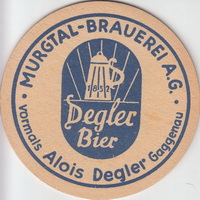 MURGTAL-BRAUEREI A.G.
1857
Degler
Bier
vormals Alois Degler Gaggenau